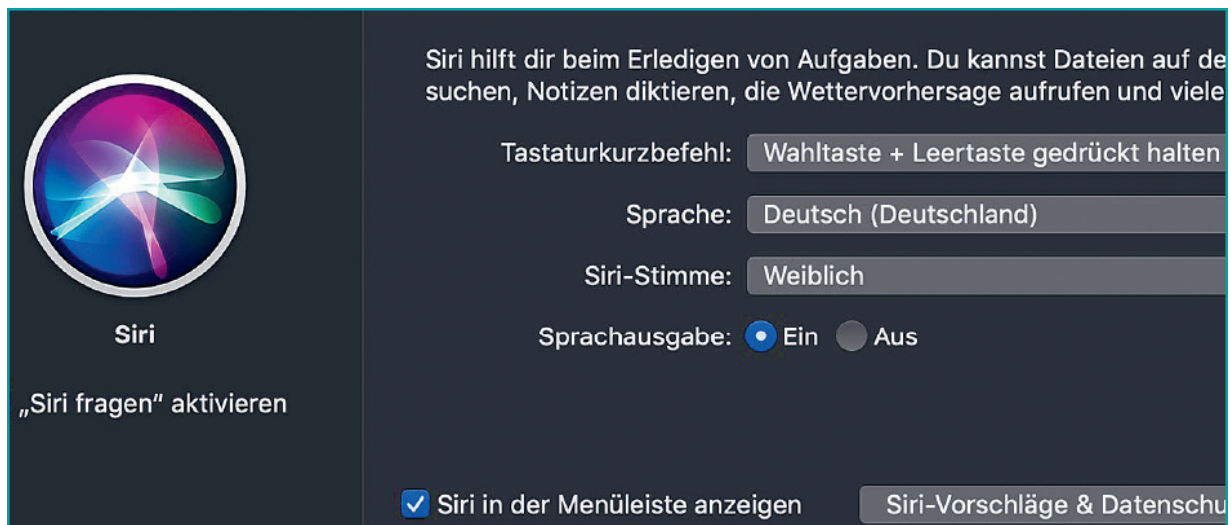 Siri hilft dir beim Erledigen von Aufgaben. Du kannst Dateien auf de
suchen, Notizen diktieren, die Wettervorhersage aufrufen und viele
Tastaturkurzbefehl: Wahltaste + Leertaste gedrückt halten
Sprache: Deutsch (Deutschland)
Siri-Stimme: Weiblich
Sprachausgabe: Ein Aus
Siri
„Siri fragen“ aktivieren
Siri in der Menüleiste anzeigen Siri-Vorschläge & Datenschu